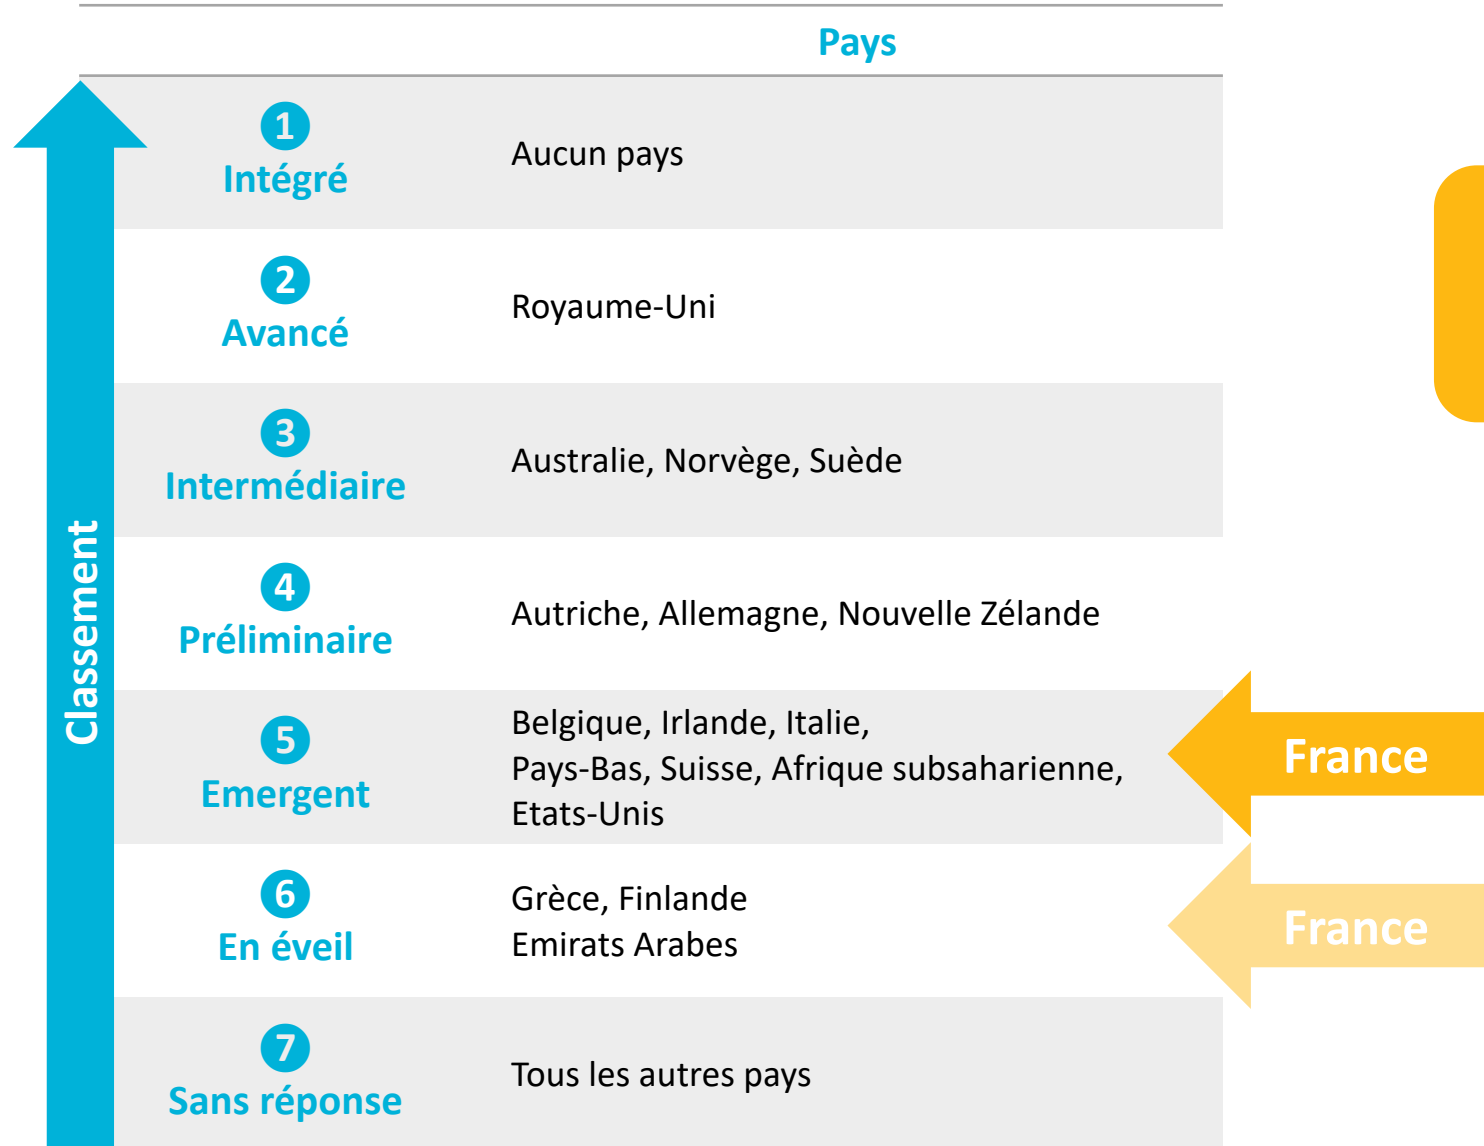 Pays
1
Intégré
Aucun pays
2
Avancé
Royaume-Uni
3
Intermédiaire
Australie, Norvège, Suède
4
Préliminaire
Autriche, Allemagne, Nouvelle Zélande
5
Emergent
Belgique, Irlande, Italie,
Pays-Bas, Suisse, Afrique subsaharienne,
Etats-Unis
France
6
En éveil
Grèce, Finlande
Emirats Arabes
France
7
Sans réponse
Tous les autres pays
Classement